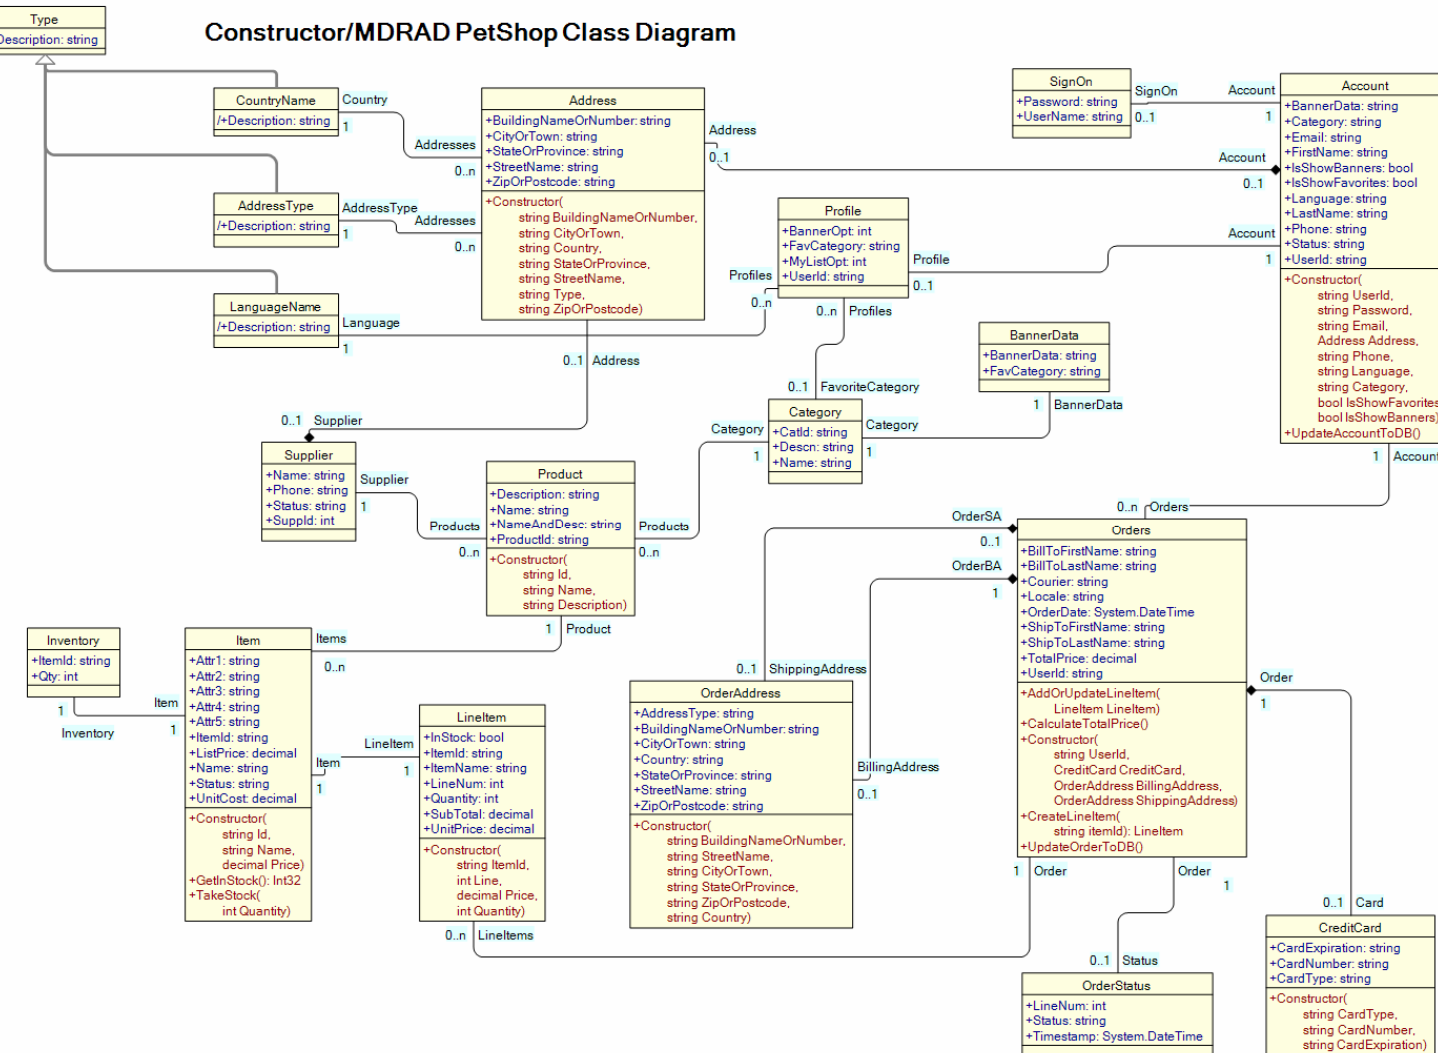 Constructor/MDRAD PetShop Class Diagram
Type
Description: string
CountryName
/+Description: string
Country
1
Addresses
0..n
AddressType
/+Description: string
AddressType
1
Addresses
0..n
LanguageName
/+Description: string
Language
1
Address
+BuildingNameOrNumber: string
+CityOrTown: string
+StateOrProvince: string
+StreetName: string
+ZipOrPostcode: string
+Constructor(
string BuildingNameOrNumber,
string CityOrTown,
string Country,
string StateOrProvince,
string StreetName,
string Type,
string ZipOrPostcode)
Address
0..1
0..1 Address
SignOn
+Password: string
+UserName: string
SignOn
0..1
Account
1
Account
0..1
Account
1
Account
+BannerData: string
+Category: string
+Email: string
+FirstName: string
+IsShowBanners: bool
+IsShowFavorites: bool
+Language: string
+LastName: string
+Phone: string
+Status: string
+UserId: string
+Constructor(
string UserId,
string Password,
string Email,
Address Address,
string Phone,
string Language,
string Category,
bool IsShowFavorites
bool IsShowBanners)
+UpdateAccountToDB()
1 Account
Profile
+BannerOpt: int
+FavCategory: string
+MyListOpt: int
+UserId: string
Profile
0..1
Profiles
0..n
0..n Profiles
0..1 FavoriteCategory
BannerData
+BannerData: string
+FavCategory: string
1 BannerData
Category
+CatId: string
+Descn: string
+Name: string
Category
1
Category
1
0..1 Supplier
Supplier
+Name: string
+Phone: string
+Status: string
+SuppId: int
Supplier
1
Products
0..n
Product
+Description: string
+Name: string
+NameAndDesc: string
+ProductId: string
+Constructor(
string Id,
string Name,
string Description)
Products
0..n
1 Product
Items
0..n
0..n Orders
OrderSA
0..1
OrderBA
1
Orders
+BillToFirstName: string
+BillToLastName: string
+Courier: string
+Locale: string
+OrderDate: System.DateTime
+ShipToFirstName: string
+ShipToLastName: string
+TotalPrice: decimal
+UserId: string
+AddOrUpdateLineItem(
LineItem LineItem)
+CalculateTotalPrice()
+Constructor(
string UserId,
CreditCard CreditCard,
OrderAddress BillingAddress,
OrderAddress ShippingAddress)
+CreateLineItem(
string itemId): LineItem
+UpdateOrderToDB()
Order
1
1 Order
Order
1
Inventory
+ItemId: string
+Qty: int
1
Inventory
Item
1
Item
+Attr1: string
+Attr2: string
+Attr3: string
+Attr4: string
+Attr5: string
+ItemId: string
+ListPrice: decimal
+Name: string
+Status: string
+UnitCost: decimal
+Constructor(
string Id,
string Name,
decimal Price)
+GetInStock(): Int32
+TakeStock(
int Quantity)
Item
1
LineItem
1
LineItem
+InStock: bool
+ItemId: string
+ItemName: string
+LineNum: int
+Quantity: int
+SubTotal: decimal
+UnitPrice: decimal
+Constructor(
string ItemId,
int Line,
decimal Price,
int Quantity)
0..n LineItems
0..1 ShippingAddress
OrderAddress
+AddressType: string
+BuildingNameOrNumber: string
+CityOrTown: string
+Country: string
+StateOrProvince: string
+StreetName: string
+ZipOrPostcode: string
+Constructor(
string BuildingNameOrNumber,
string StreetName,
string CityOrTown,
string StateOrProvince,
string ZipOrPostcode,
string Country)
BillingAddress
0..1
0..1 Status
OrderStatus
+LineNum: int
+Status: string
+Timestamp: System.DateTime
0..1 Card
CreditCard
+CardExpiration: string
+CardNumber: string
+CardType: string
+Constructor(
string CardType,
string CardNumber,
string CardExpiration)